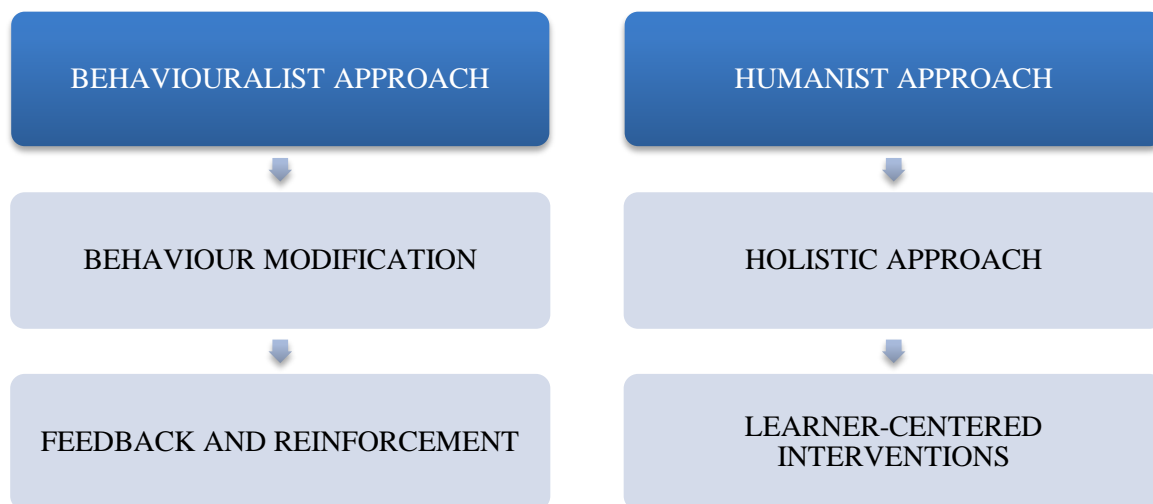 BEHAVIOURALIST APPROACH
HUMANIST APPROACH
BEHAVIOUR MODIFICATION
HOLISTIC APPROACH
FEEDBACK AND REINFORCEMENT
LEARNER-CENTERED
INTERVENTIONS